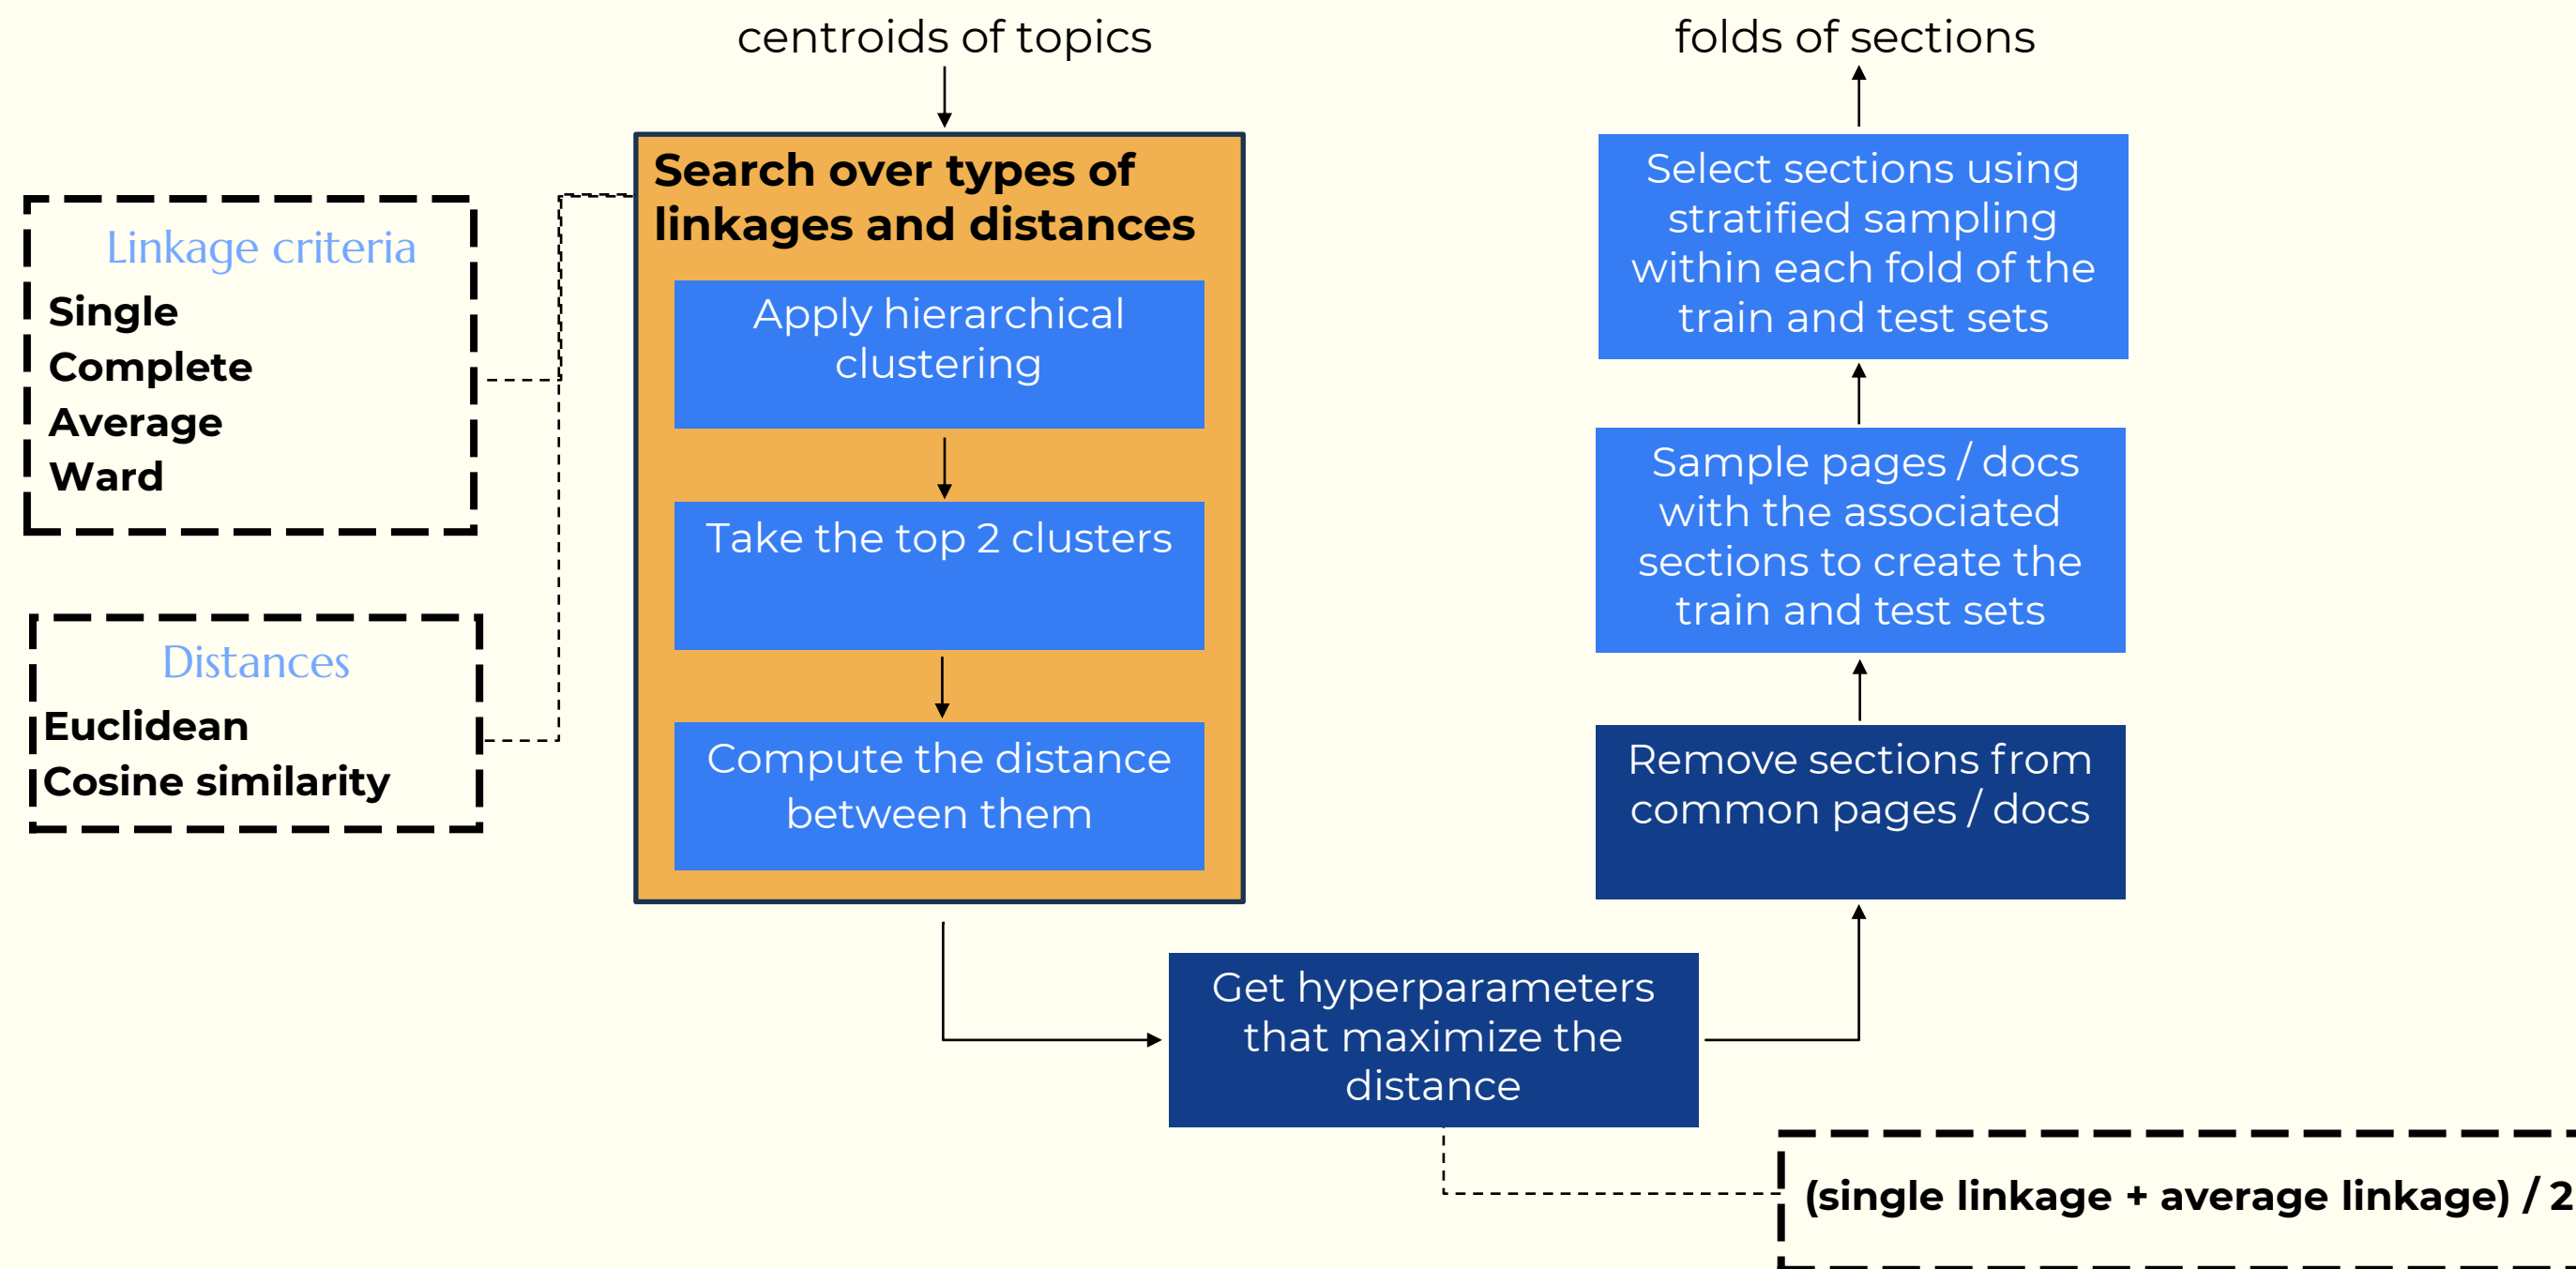 centroids of topics
folds of sections
Linkage criteria
Single
Complete
Average
Ward
Distances
Euclidean
Cosine similarity
Search over types of
linkages and distances
Apply hierarchical
clustering
Take the top 2 clusters
Compute the distance
between them
Get hyperparameters
that maximize the
distance
(single linkage + average linkage) / 2
Remove sections from
common pages / docs
Sample pages / docs
with the associated
sections to create the
train and test sets
Select sections using
stratified sampling
within each fold of the
train and test sets